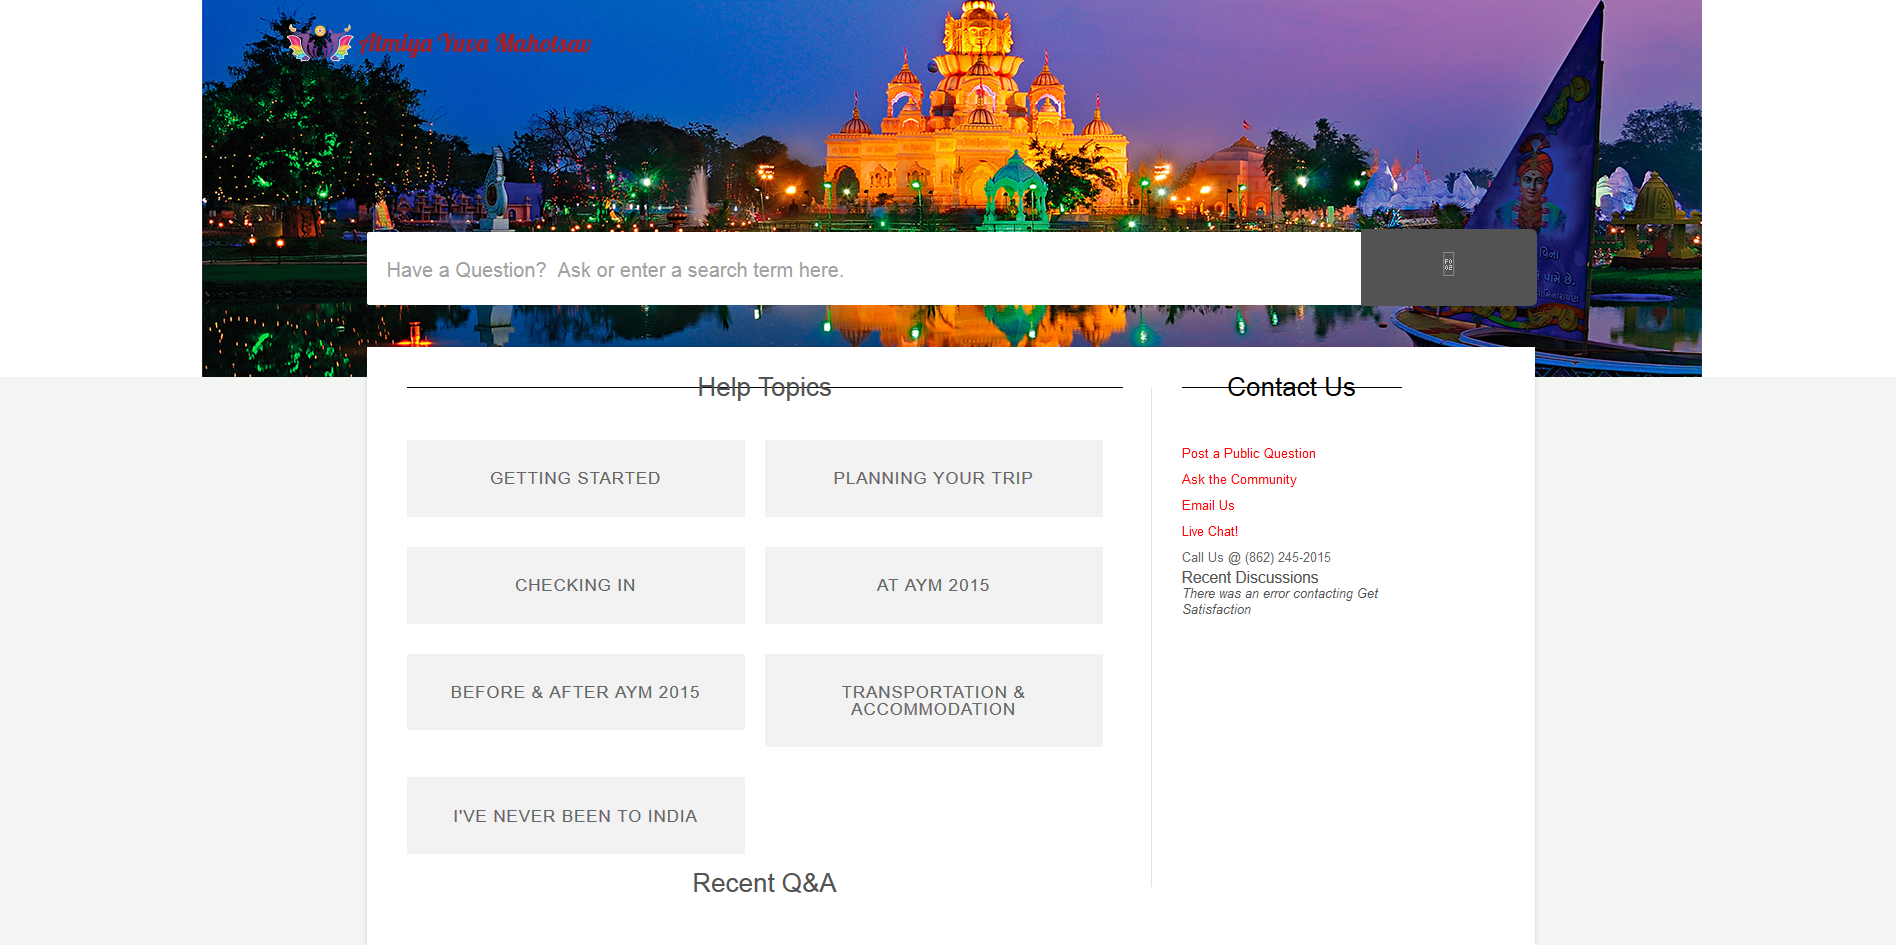 Atmiya Yuva Mahotsav
વિના
પામે છે.
Have a Question?  Ask or enter a search term here.
Help Topics
Contact Us
GETTING STARTED
PLANNING YOUR TRIP
Post a Public Question
Ask the Community
Email Us
Live Chat!
Call Us @ (862) 245-2015
Recent Discussions
There was an error contacting Get
Satisfaction
CHECKING IN
AT AYM 2015
BEFORE & AFTER AYM 2015
TRANSPORTATION &
ACCOMMODATION
I'VE NEVER BEEN TO INDIA
Recent Q&A